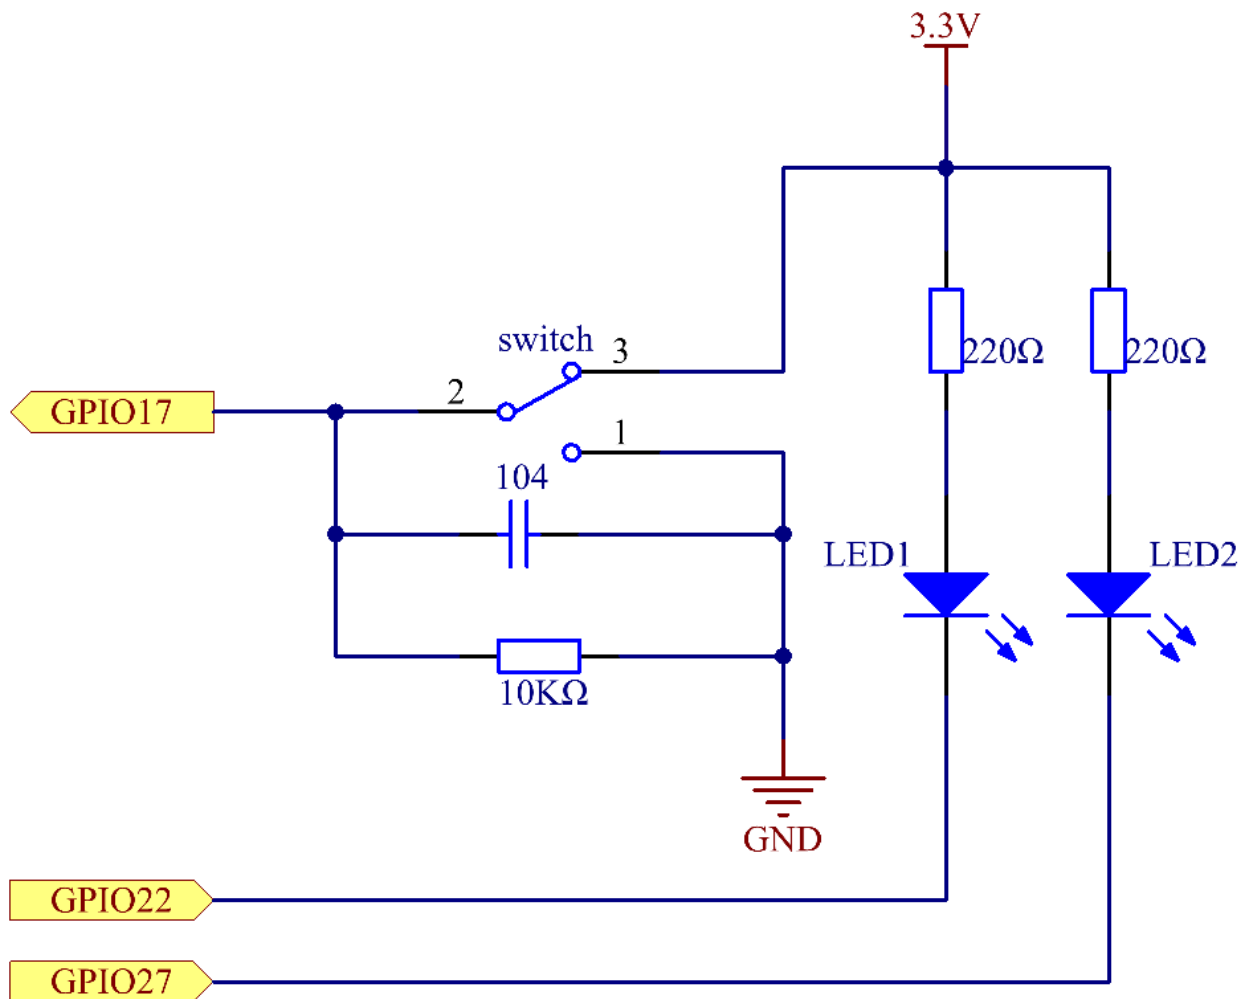 3.3V
switch
3
220Ω
220Ω
GPIO17
2
1
104
LED1
LED2
10KΩ
GND
GPIO22
GPIO27